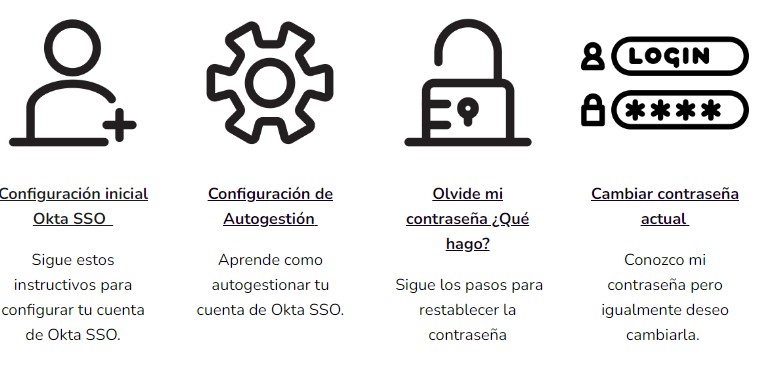 LOGIN
****
Configuración inicial
Okta SSO
Sigue estos
instructivos para
configurar tu cuenta
de Okta SSO.
Configuración de
Autogestión
Aprende como
autogestionar tu
cuenta de Okta SSO.
Olvide mi
contraseña ¿Qué
hago?
Sigue los pasos para
restablecer la
contraseña
Cambiar contraseña
actual
Conozco mi
contraseña pero
igualmente deseo
cambiarla.